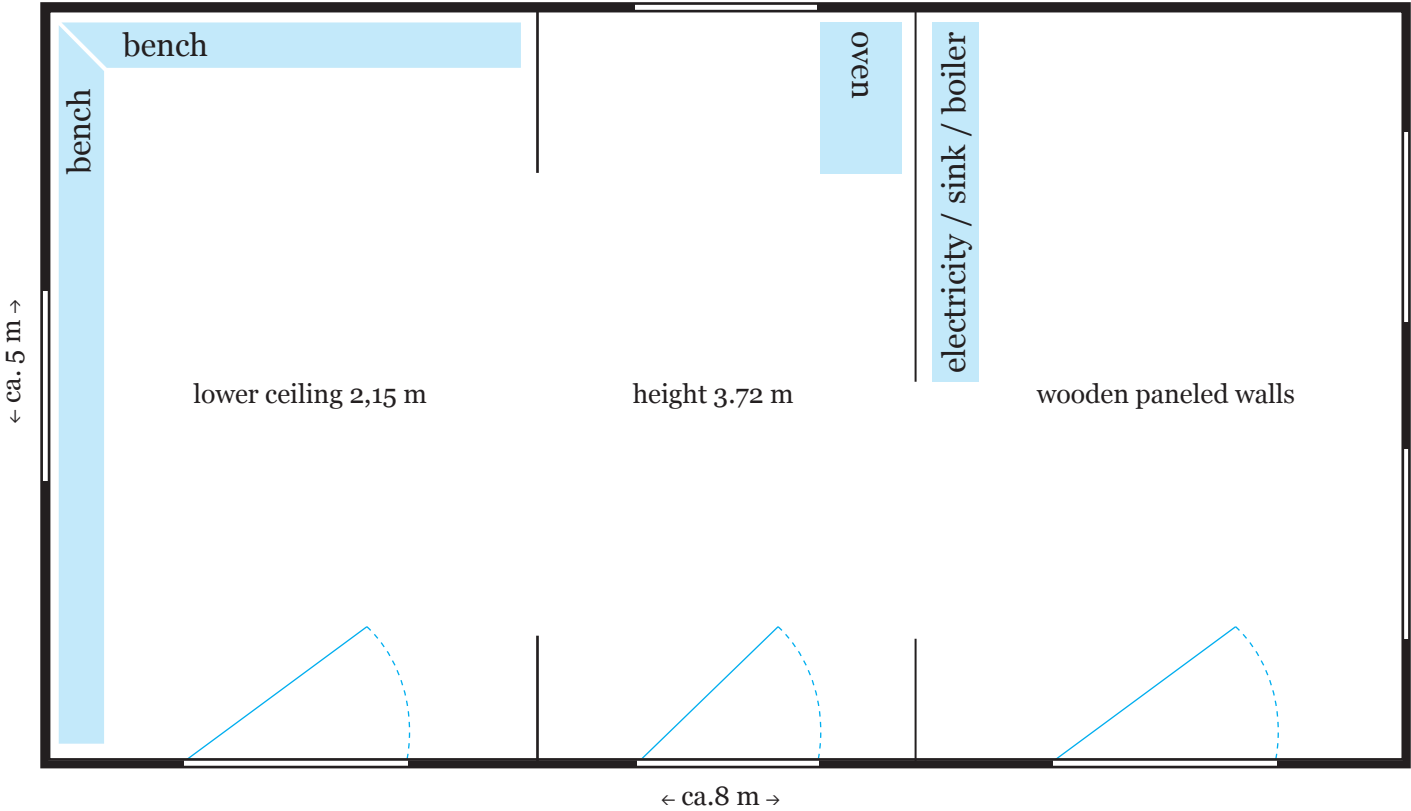 bench
bench
oven
electricity / sink / boiler
← ca. 5 m →
lower ceiling 2,15 m
height 3.72 m
wooden paneled walls
← ca.8 m →